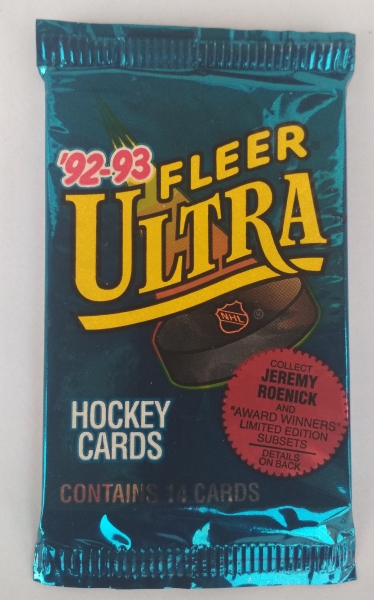 '92-93 FLEER
ULTRA
NHL
®
COLLECT
JEREMY
ROENICK
AND
"AWARD WINNERS"
LIMITED EDITION
SUBSETS
DETAILS
ON BACK
HOCKEY
CARDS
CONTAINS 14 CARDS